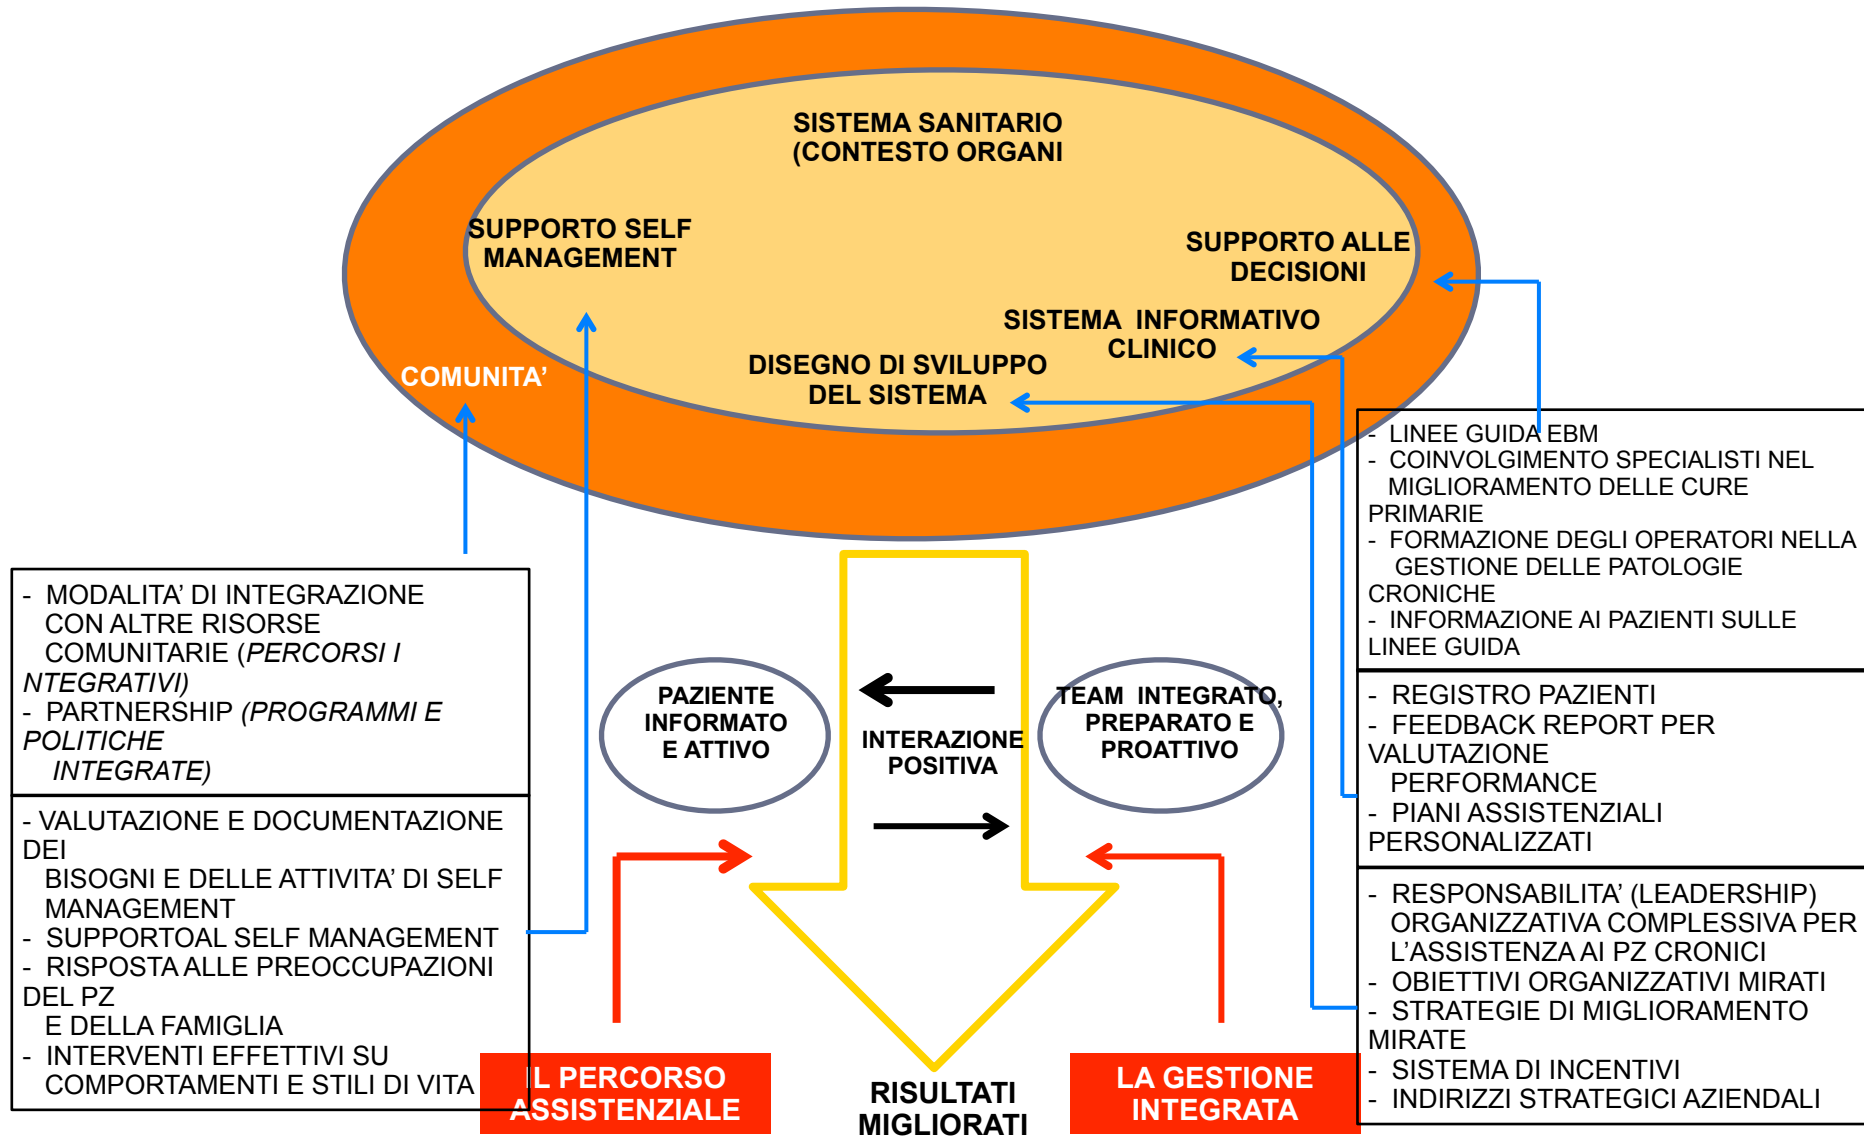 SISTEMA SANITARIO
(CONTESTO ORGANI
SUPPORTO SELF
MANAGEMENT
SUPPORTO ALLE
DECISIONI
SISTEMA INFORMATIVO
CLINICO
DISEGNO DI SVILUPPO
DEL SISTEMA
COMUNITA’
- MODALITA’ DI INTEGRAZIONE
CON ALTRE RISORSE
COMUNITARIE (PERCORSI I
NTEGRATIVI)
- PARTNERSHIP (PROGRAMMI E
POLITICHE
INTEGRATE)
- VALUTAZIONE E DOCUMENTAZIONE
DEI
BISOGNI E DELLE ATTIVITA’ DI SELF
MANAGEMENT
- SUPPORTOAL SELF MANAGEMENT
- RISPOSTA ALLE PREOCCUPAZIONI
DEL PZ
E DELLA FAMIGLIA
- INTERVENTI EFFETTIVI SU
COMPORTAMENTI E STILI DI VITA
PAZIENTE
INFORMATO
E ATTIVO
INTERAZIONE
POSITIVA
TEAM INTEGRATO,
PREPARATO E
PROATTIVO
- LINEE GUIDA EBM
- COINVOLGIMENTO SPECIALISTI NEL
MIGLIORAMENTO DELLE CURE
PRIMARIE
- FORMAZIONE DEGLI OPERATORI NELLA
GESTIONE DELLE PATOLOGIE
CRONICHE
- INFORMAZIONE AI PAZIENTI SULLE
LINEE GUIDA
- REGISTRO PAZIENTI
- FEEDBACK REPORT PER
VALUTAZIONE
PERFORMANCE
- PIANI ASSISTENZIALI
PERSONALIZZATI
- RESPONSABILITA’ (LEADERSHIP)
ORGANIZZATIVA COMPLESSIVA PER
L’ASSISTENZA AI PZ CRONICI
- OBIETTIVI ORGANIZZATIVI MIRATI
- STRATEGIE DI MIGLIORAMENTO
MIRATE
- SISTEMA DI INCENTIVI
- INDIRIZZI STRATEGICI AZIENDALI
IL PERCORSO
ASSISTENZIALE
RISULTATI
MIGLIORATI
LA GESTIONE
INTEGRATA